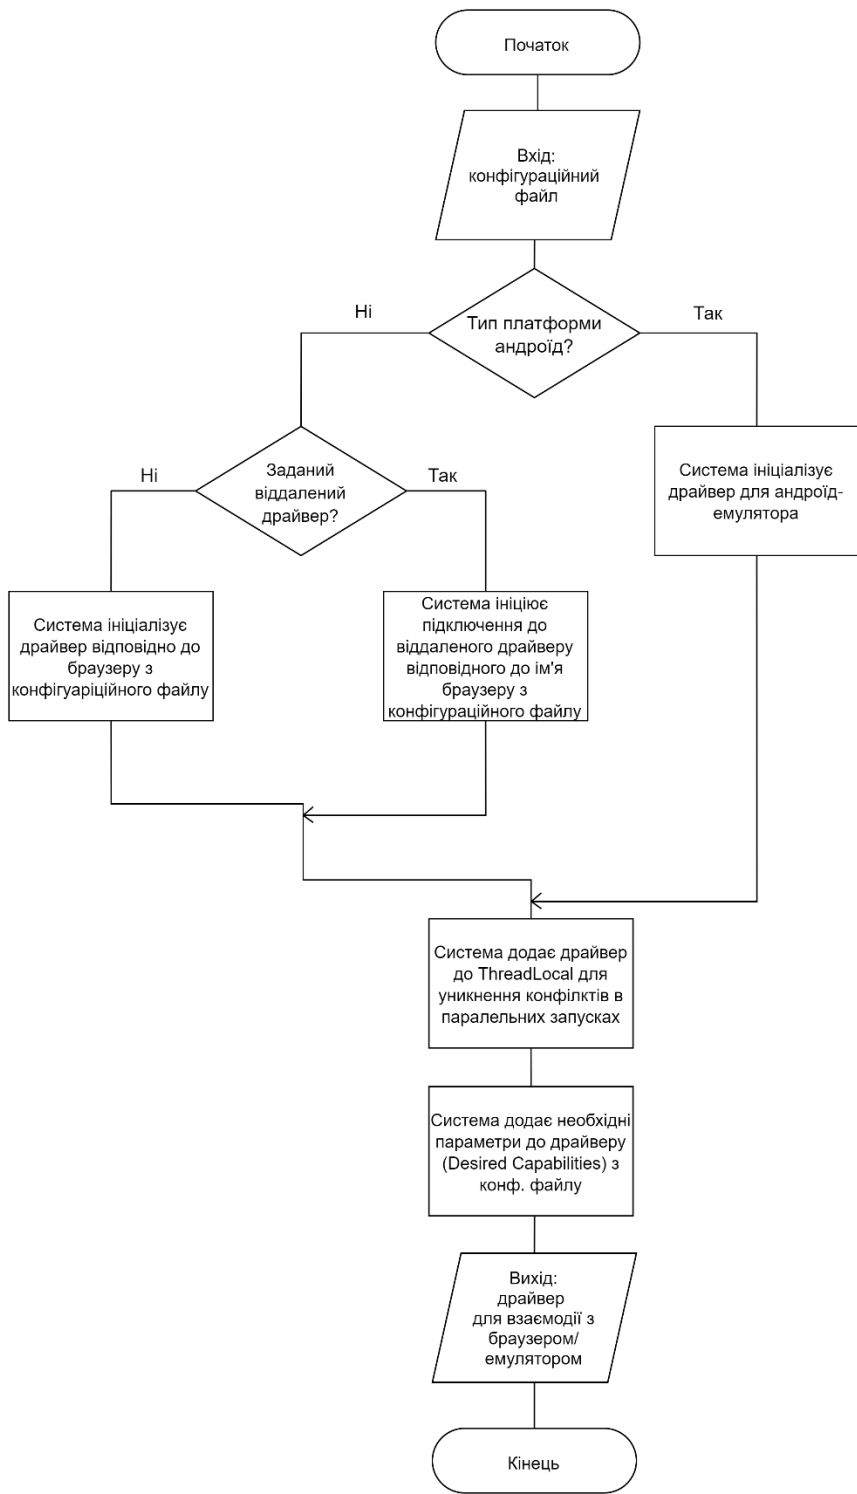 Початок
Вхід:
конфігураційний
файл
Ні
Тип платформи
андроїд?
Так
Ні
Заданий
віддалений
драйвер?
Так
Система ініціалізує
драйвер для андроїд-
емулятора
Система ініціалізує
драйвер відповідно до
браузеру з
конфігуаріційного файлу
Система ініціює
підключення до
віддаленого драйверу
відповідного до ім'я
браузеру з
конфігураційного файлу
Система додає драйвер
до ThreadLocal для
уникнення конфілктів в
паралельних запусках
Система додає необхідні
параметри до драйверу
(Desired Capabilities) з
конф. файлу
Вихід:
драйвер
для взаємодії з
браузером/
емулятором
Кінець